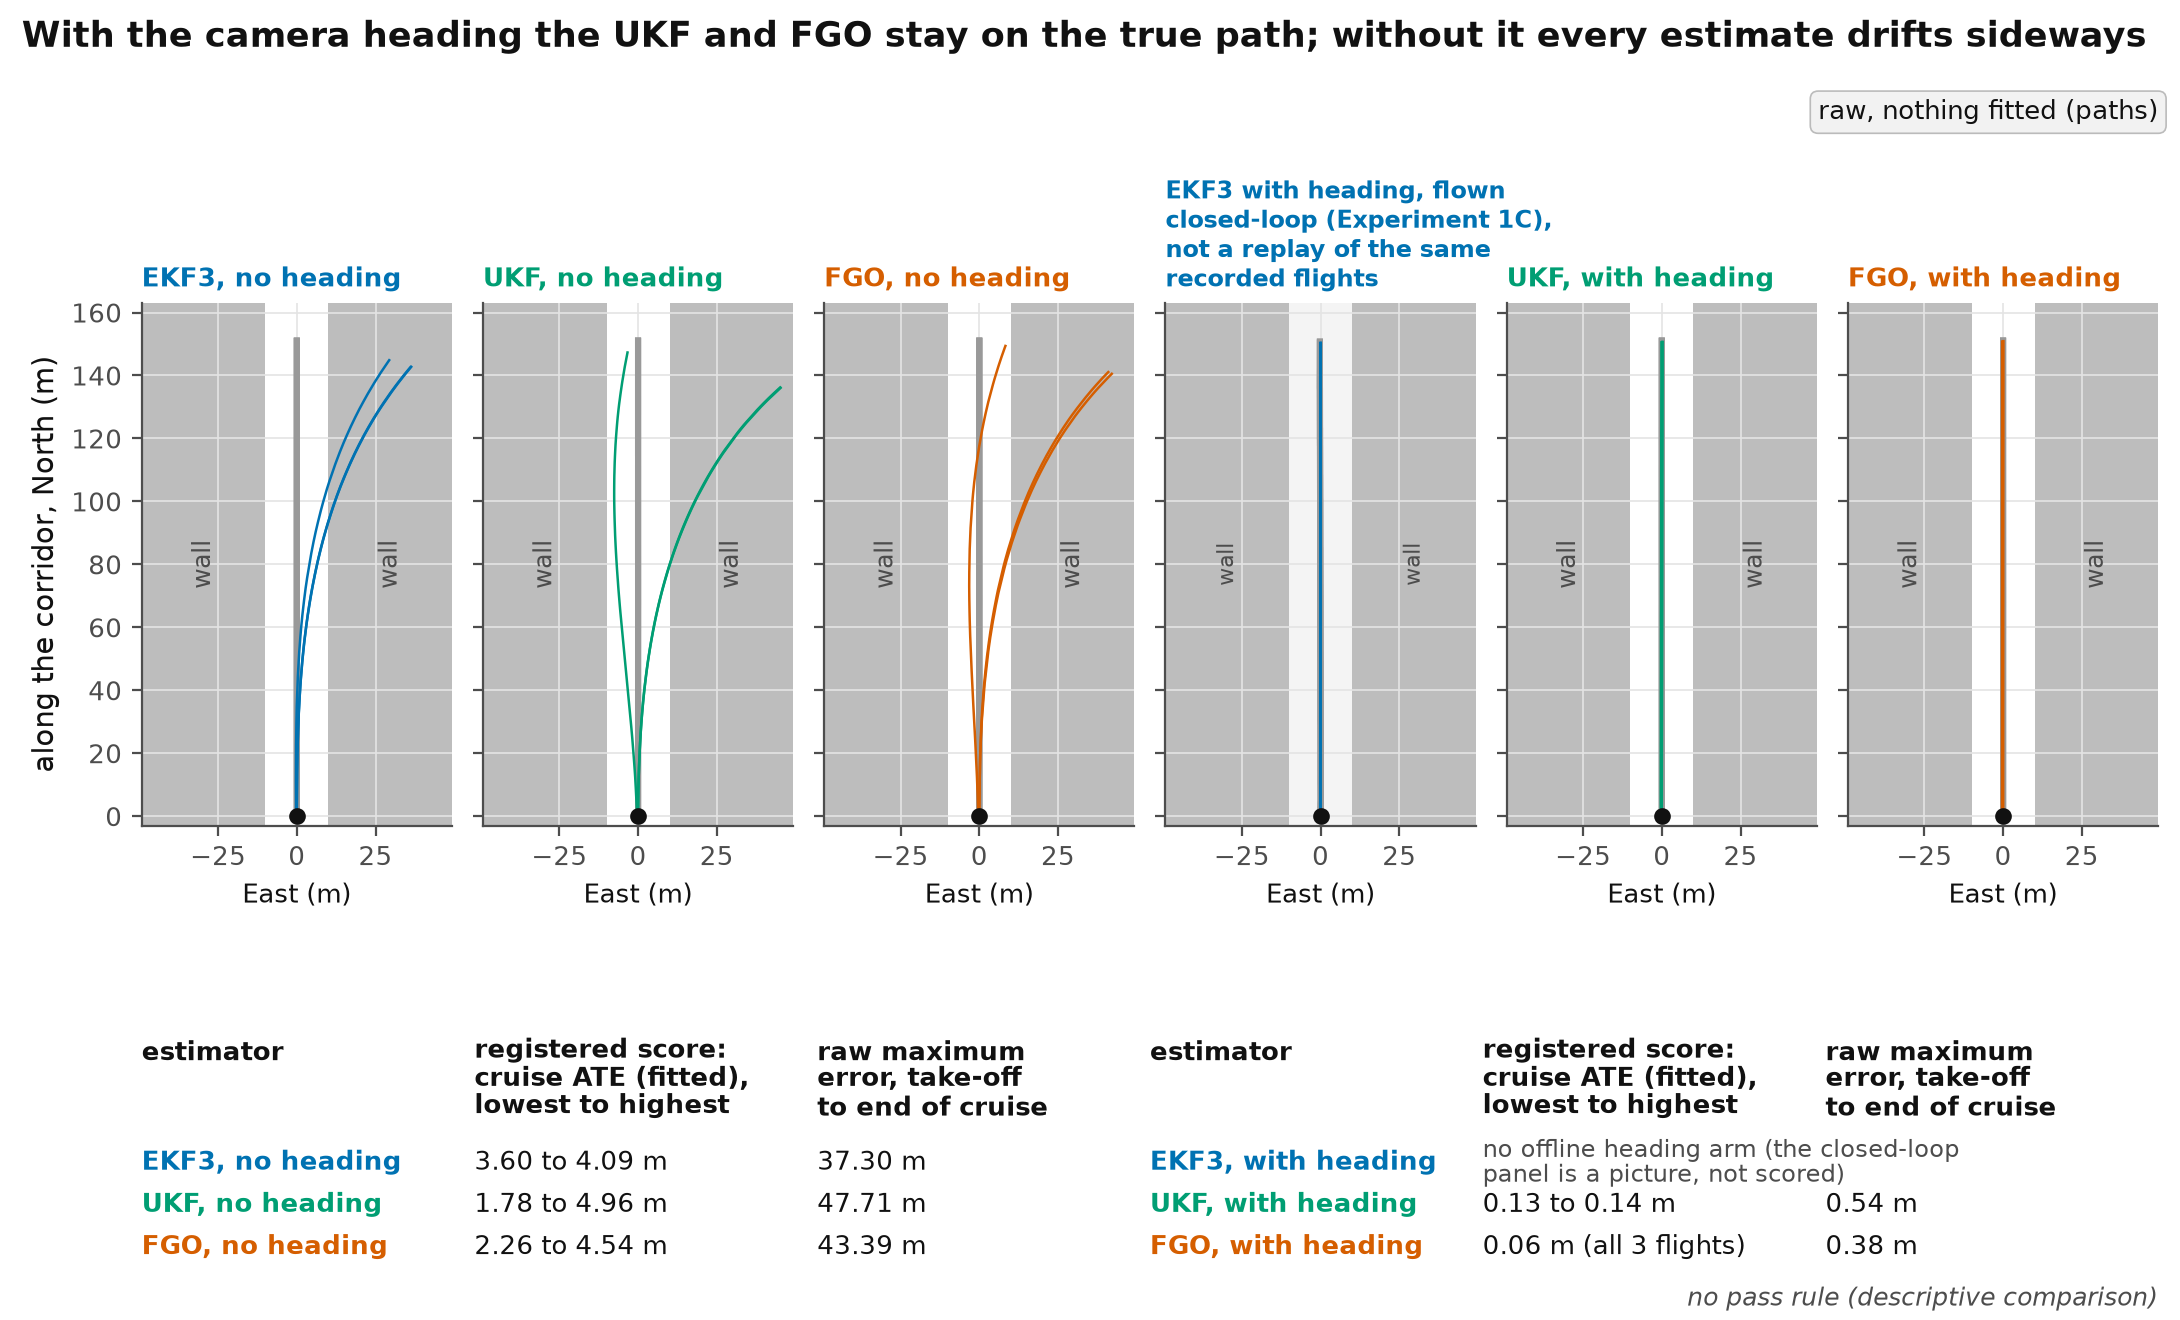 With the camera heading the UKF and FGO stay on the true path; without it every estimate drifts sideways
raw, nothing fitted (paths)
EKF3, no heading
UKF, no heading
FGO, no heading
EKF3 with heading, flown
closed-loop (Experiment 1C),
not a replay of the same
recorded flights
UKF, with heading
FGO, with heading
along the corridor, North (m)
160
140
120
100
80
60
40
20
0
wall wall
wall wall
wall wall
wall wall
wall wall
wall wall
−25 0 25
−25 0 25
−25 0 25
−25 0 25
−25 0 25
−25 0 25
East (m)
East (m)
East (m)
East (m)
East (m)
East (m)
estimator
registered score:
cruise ATE (fitted),
lowest to highest
raw maximum
error, take-off
to end of cruise
EKF3, no heading 3.60 to 4.09 m 37.30 m
UKF, no heading 1.78 to 4.96 m 47.71 m
FGO, no heading 2.26 to 4.54 m 43.39 m
estimator
registered score:
cruise ATE (fitted),
lowest to highest
raw maximum
error, take-off
to end of cruise
EKF3, with heading
no offline heading arm (the closed-loop
panel is a picture, not scored)
UKF, with heading 0.13 to 0.14 m 0.54 m
FGO, with heading 0.06 m (all 3 flights) 0.38 m
no pass rule (descriptive comparison)